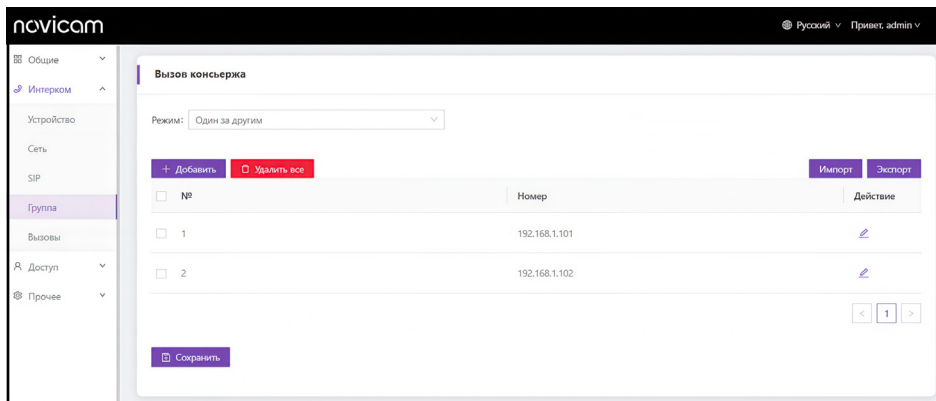 novicam
Русский Привет, admin
Общие
Интерком
Устройство
Сеть
SIP
Группа
Вызовы
Доступ
Прочее
Вызов консьержа
Режим: Один за другим
+ Добавить Удалить все Импорт Экспорт
№ Номер Действие
1 192.168.1.101
2 192.168.1.102
< 1 >
Сохранить